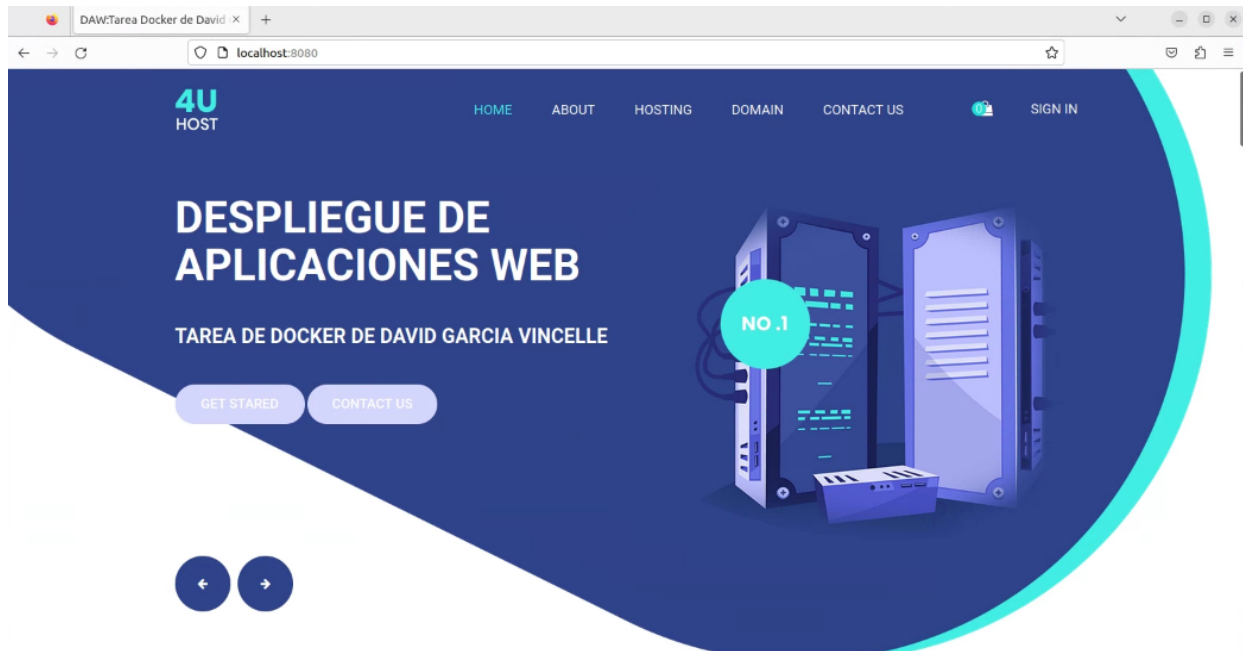 DAW:Tarea Docker de David
localhost:8080
4U
HOST
HOME ABOUT HOSTING DOMAIN CONTACT US 0 SIGN IN
DESPLIEGUE DE
APLICACIONES WEB
TAREA DE DOCKER DE DAVID GARCIA VINCELLE
NO .1
GET STARED CONTACT US